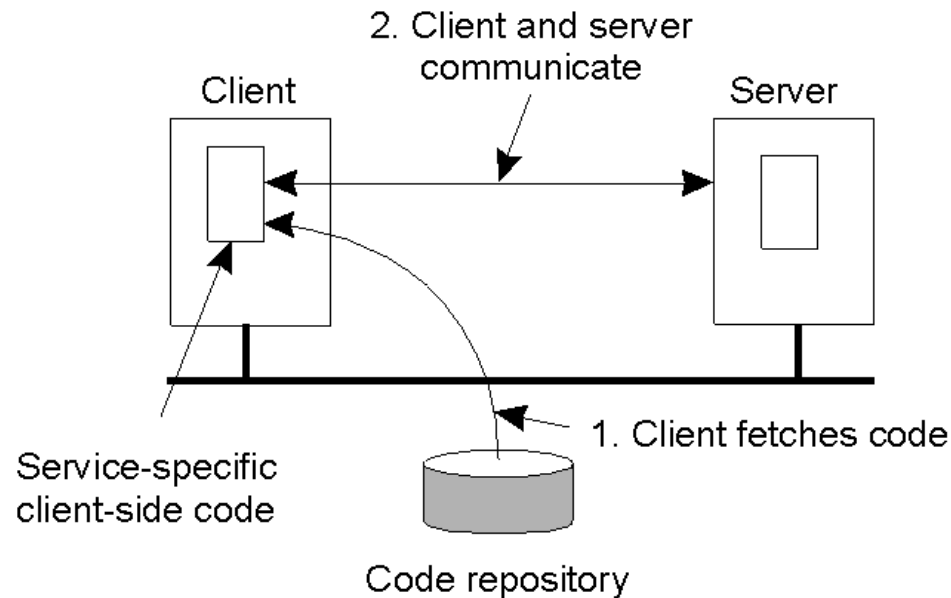 2. Client and server
communicate
Client
Server
1. Client fetches code
Service-specific
client-side code
Code repository